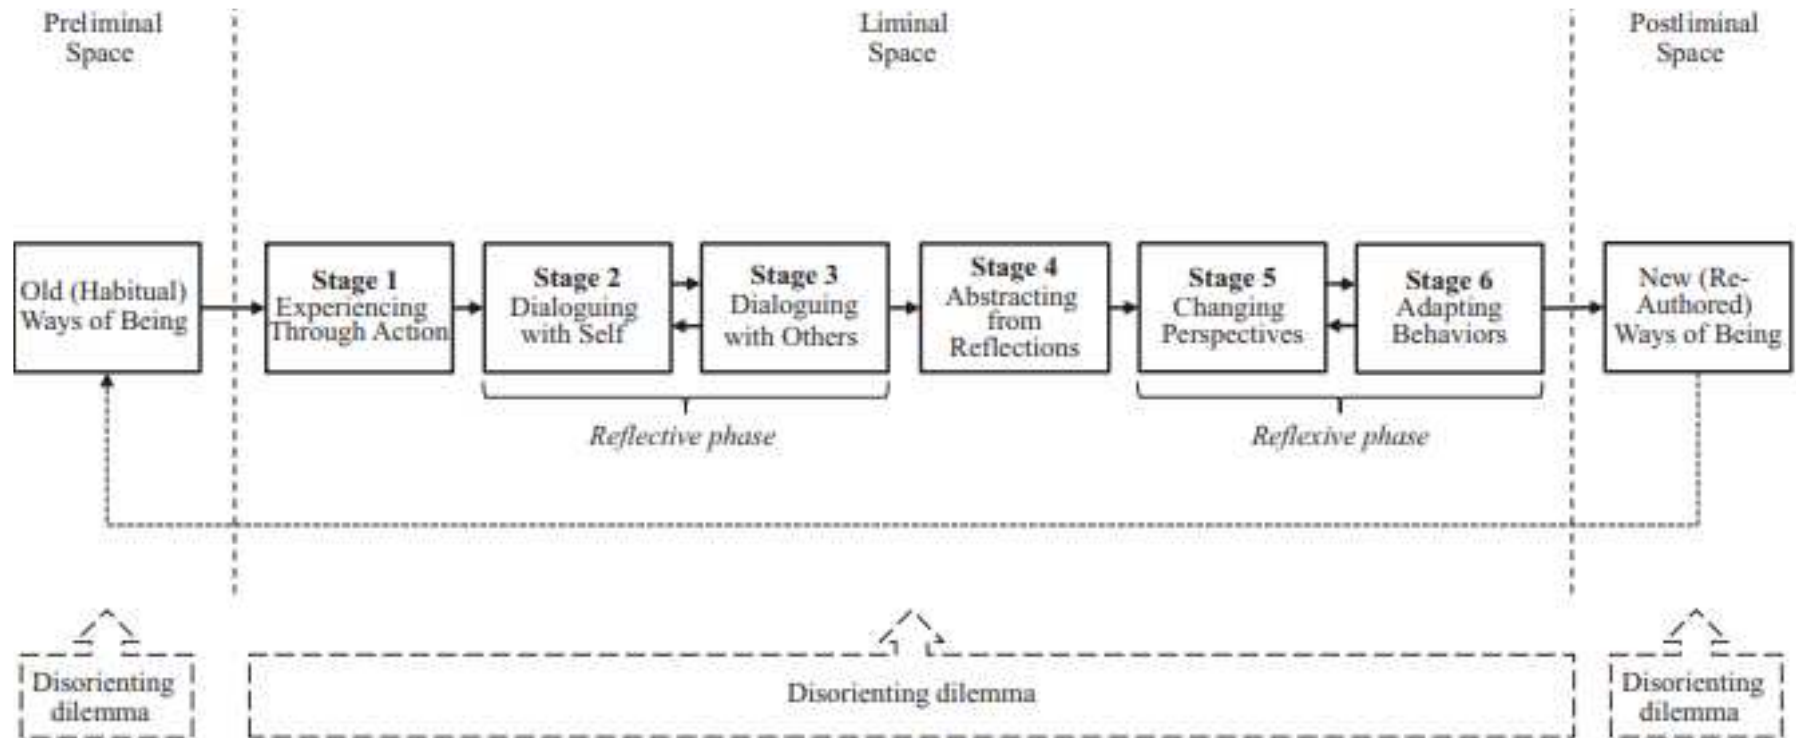 Preliminal
Space
Liminal
Space
Postliminal
Space
Old (Habitual)
Ways of Being
Stage 1
Experiencing
Through Action
Stage 2
Dialoguing
with Self
Stage 3
Dialoguing
with Others
Stage 4
Abstracting
from
Reflections
Stage 5
Changing
Perspectives
Stage 6
Adapting
Behaviors
New (Re-
Authored)
Ways of Being
Reflective phase
Reflexive phase
Disorienting
dilemma
Disorienting dilemma
Disorienting
dilemma